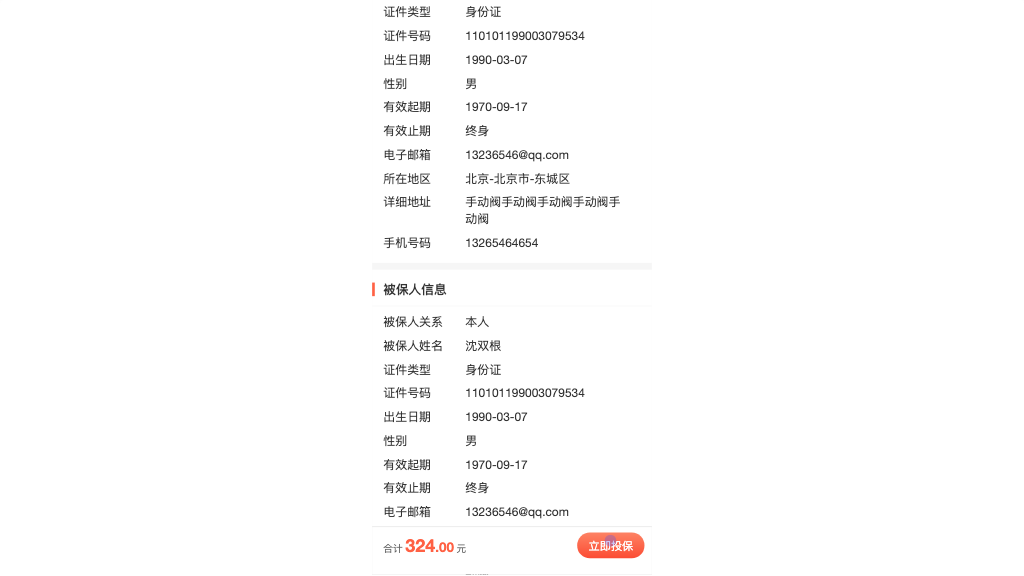 证件类型 身份证
证件号码 110101199003079534
出生日期 1990-03-07
性别 男
有效起期 1970-09-17
有效止期 终身
电子邮箱 13236546@qq.com
所在地区 北京-北京市-东城区
详细地址 手动阀手动阀手动阀手动阀手
动阀
手机号码 13265464654
被保人信息
被保人关系 本人
被保人姓名 沈双根
证件类型 身份证
证件号码 110101199003079534
出生日期 1990-03-07
性别 男
有效起期 1970-09-17
有效止期 终身
电子邮箱 13236546@qq.com
合计 324.00 元 立即投保